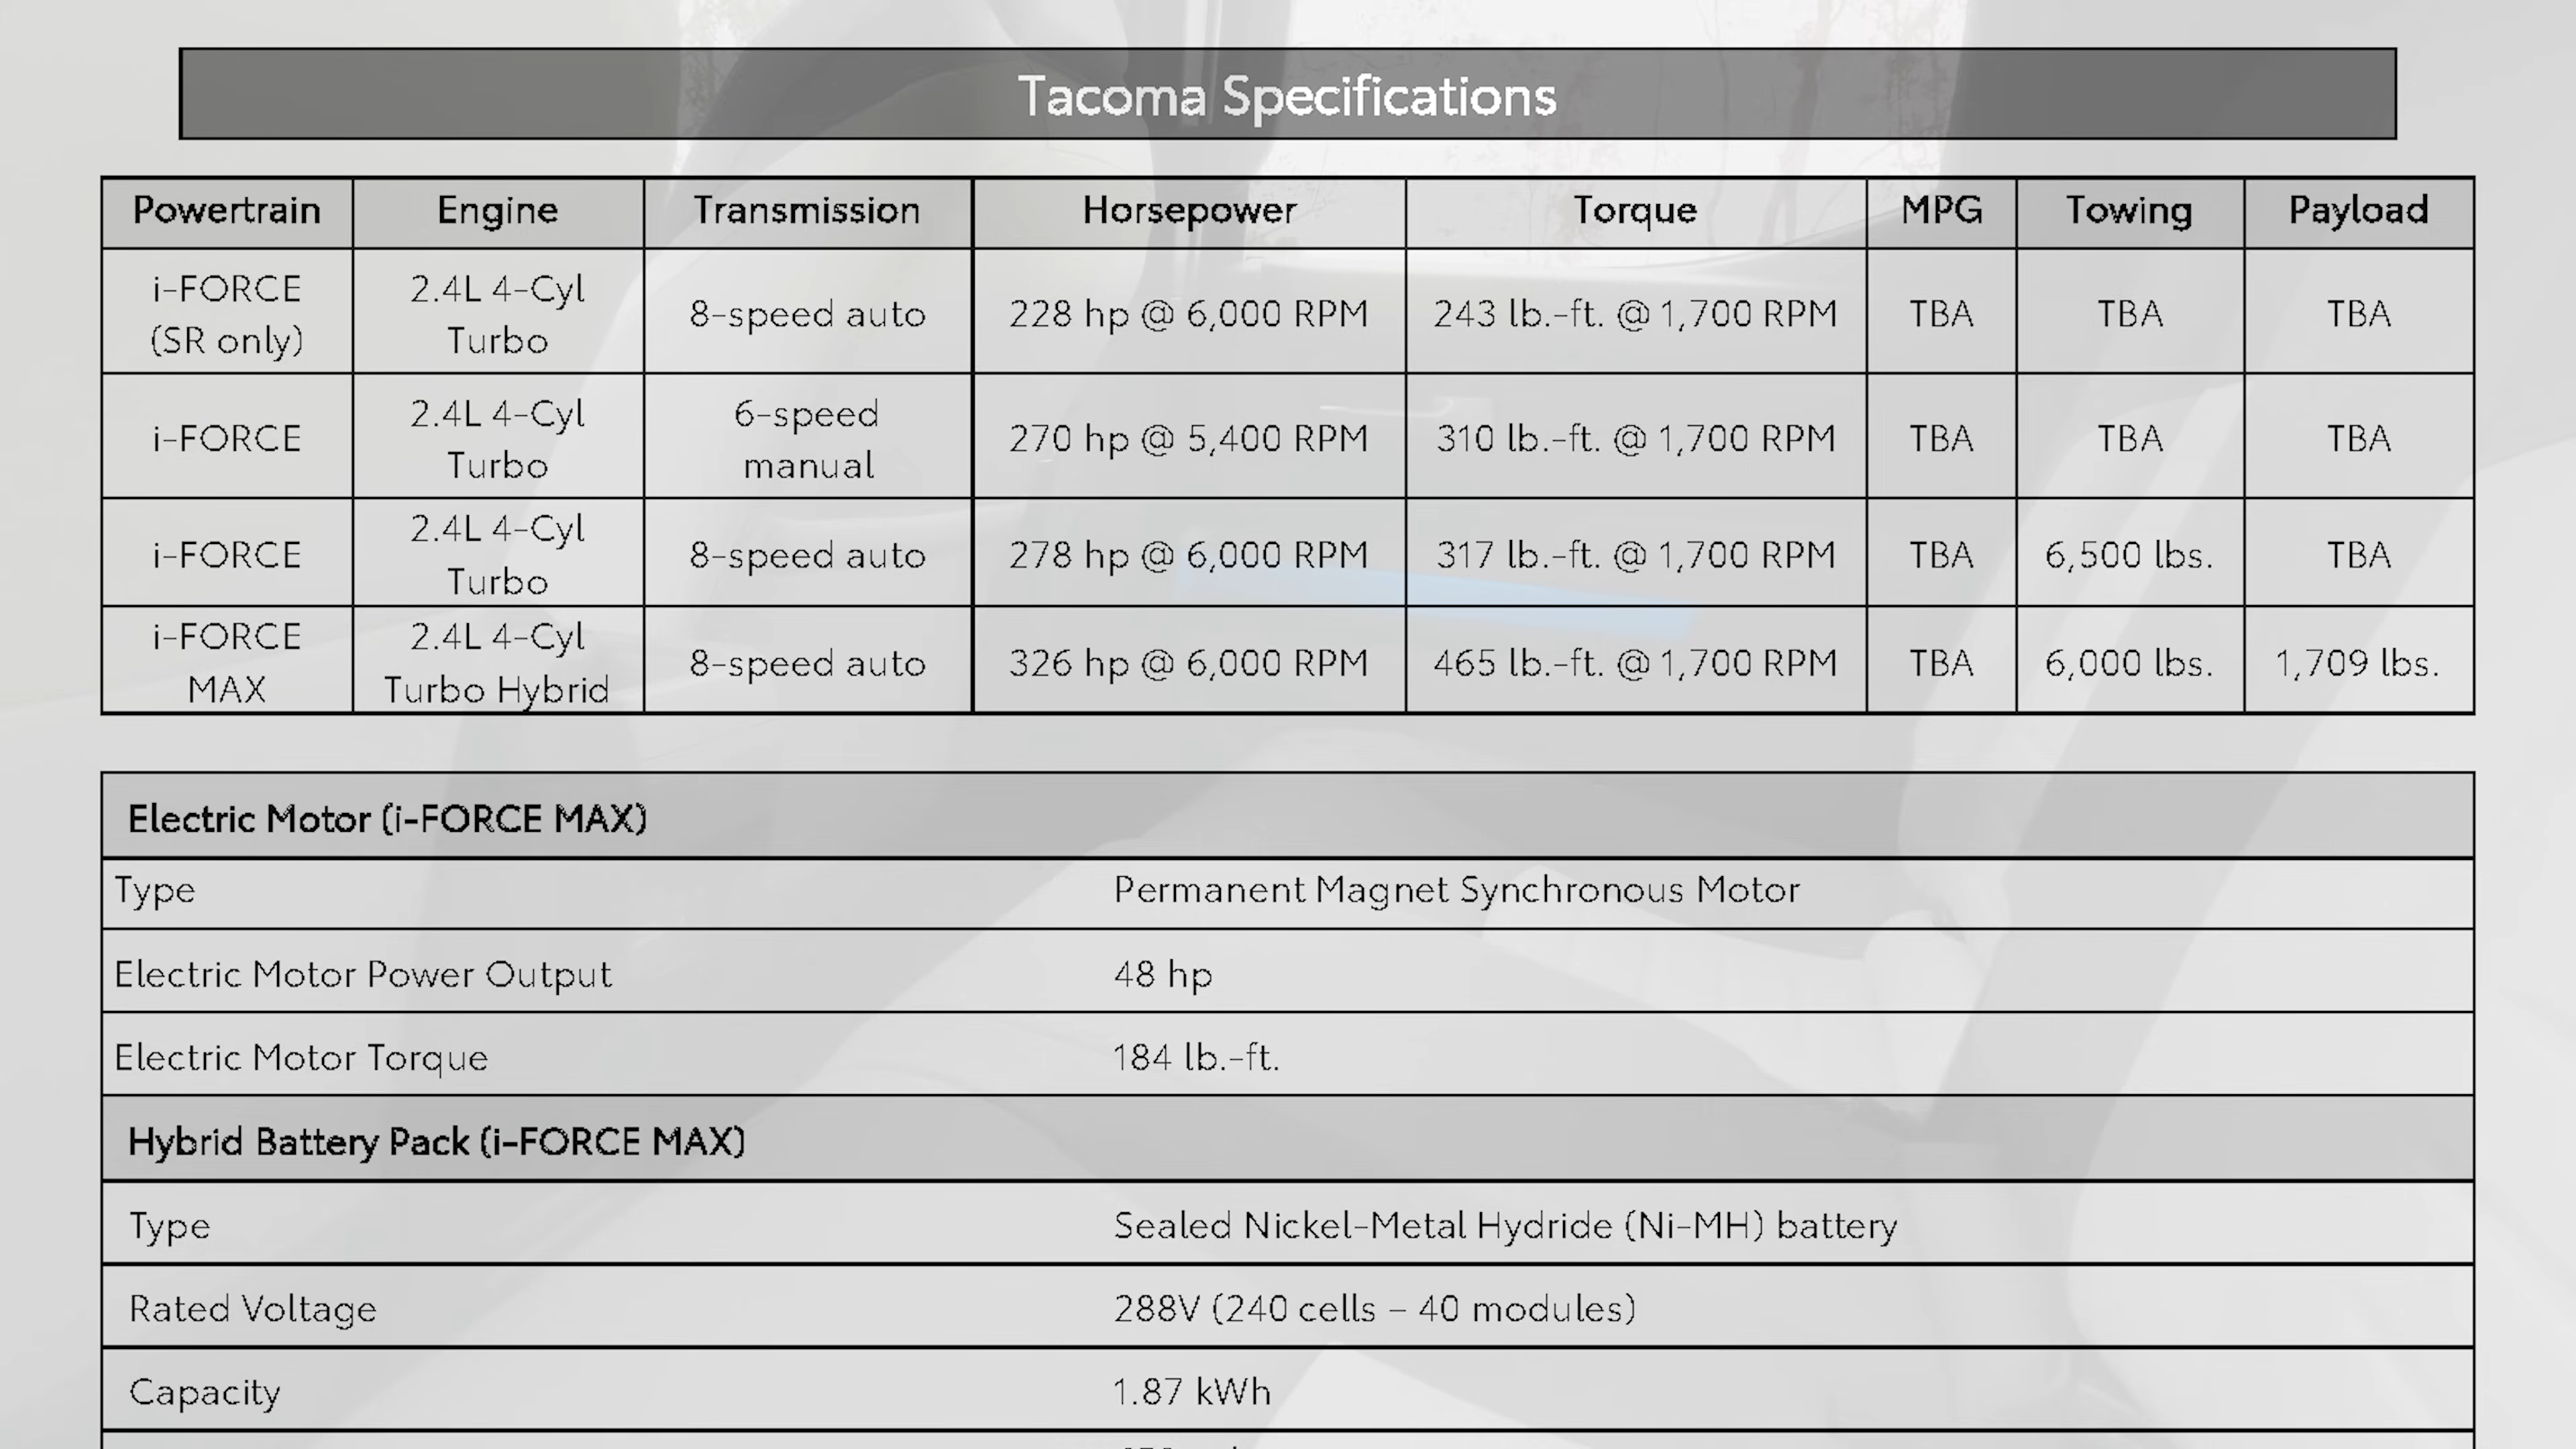 Tacoma Specifications
Powertrain Engine Transmission Horsepower Torque MPG Towing Payload
i-FORCE (SR only) 2.4L 4-Cyl Turbo 8-speed auto 228 hp @ 6,000 RPM 243 lb.-ft. @ 1,700 RPM TBA TBA TBA
i-FORCE 2.4L 4-Cyl Turbo 6-speed manual 270 hp @ 5,400 RPM 310 lb.-ft. @ 1,700 RPM TBA TBA TBA
i-FORCE 2.4L 4-Cyl Turbo 8-speed auto 278 hp @ 6,000 RPM 317 lb.-ft. @ 1,700 RPM TBA 6,500 lbs. TBA
i-FORCE MAX 2.4L 4-Cyl Turbo Hybrid 8-speed auto 326 hp @ 6,000 RPM 465 lb.-ft. @ 1,700 RPM TBA 6,000 lbs. 1,709 lbs.
Electric Motor (i-FORCE MAX)
Type Permanent Magnet Synchronous Motor
Electric Motor Power Output 48 hp
Electric Motor Torque 184 lb.-ft.
Hybrid Battery Pack (i-FORCE MAX)
Type Sealed Nickel-Metal Hydride (Ni-MH) battery
Rated Voltage 288V (240 cells – 40 modules)
Capacity 1.87 kWh